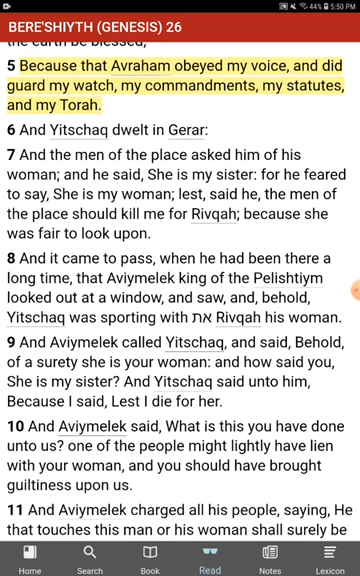 44% 5:50 PM
BERE'SHIYTH (GENESIS) 26
the earth be blessed;
5 Because that Avraham obeyed my voice, and did
guard my watch, my commandments, my statutes,
and my Torah.
6 And Yitschaq dwelt in Gerar:
7 And the men of the place asked him of his
woman; and he said, She is my sister: for he feared
to say, She is my woman; lest, said he, the men of
the place should kill me for Rivqah; because she
was fair to look upon.
8 And it came to pass, when he had been there a
long time, that Aviymelek king of the Pelishtiym
looked out at a window, and saw, and, behold,
Yitschaq was sporting with את Rivqah his woman.
9 And Aviymelek called Yitschaq, and said, Behold,
of a surety she is your woman: and how said you,
She is my sister? And Yitschaq said unto him,
Because I said, Lest I die for her.
10 And Aviymelek said, What is this you have done
unto us? one of the people might lightly have lien
with your woman, and you should have brought
guiltiness upon us.
11 And Aviymelek charged all his people, saying, He
that touches this man or his woman shall surely be
Home Search Book Read Notes Lexicon